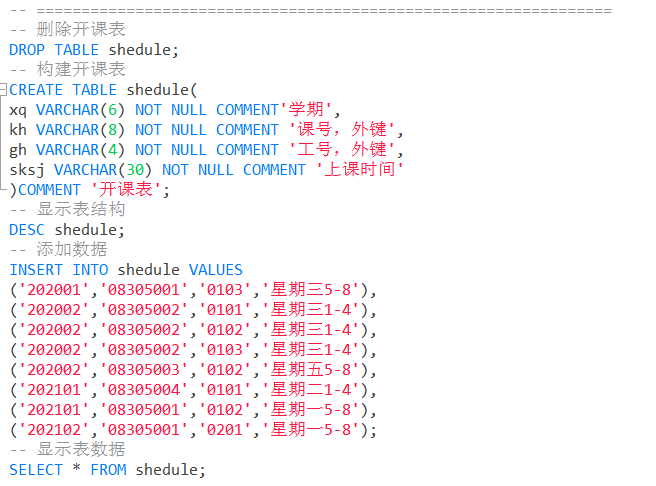 -- ================================================================
-- 删除开课表
DROP TABLE shedule;
-- 构建开课表
CREATE TABLE shedule(
xq VARCHAR(6) NOT NULL COMMENT'学期',
kh VARCHAR(8) NOT NULL COMMENT '课号，外键',
gh VARCHAR(4) NOT NULL COMMENT '工号，外键',
sksj VARCHAR(30) NOT NULL COMMENT '上课时间'
)COMMENT '开课表';
-- 显示表结构
DESC shedule;
-- 添加数据
INSERT INTO shedule VALUES
('202001','08305001','0103','星期三5-8'),
('202002','08305002','0101','星期三1-4'),
('202002','08305002','0102','星期三1-4'),
('202002','08305002','0103','星期三1-4'),
('202002','08305003','0102','星期五5-8'),
('202101','08305004','0101','星期二1-4'),
('202101','08305001','0102','星期一5-8'),
('202102','08305001','0201','星期一5-8');
-- 显示表数据
SELECT * FROM shedule;